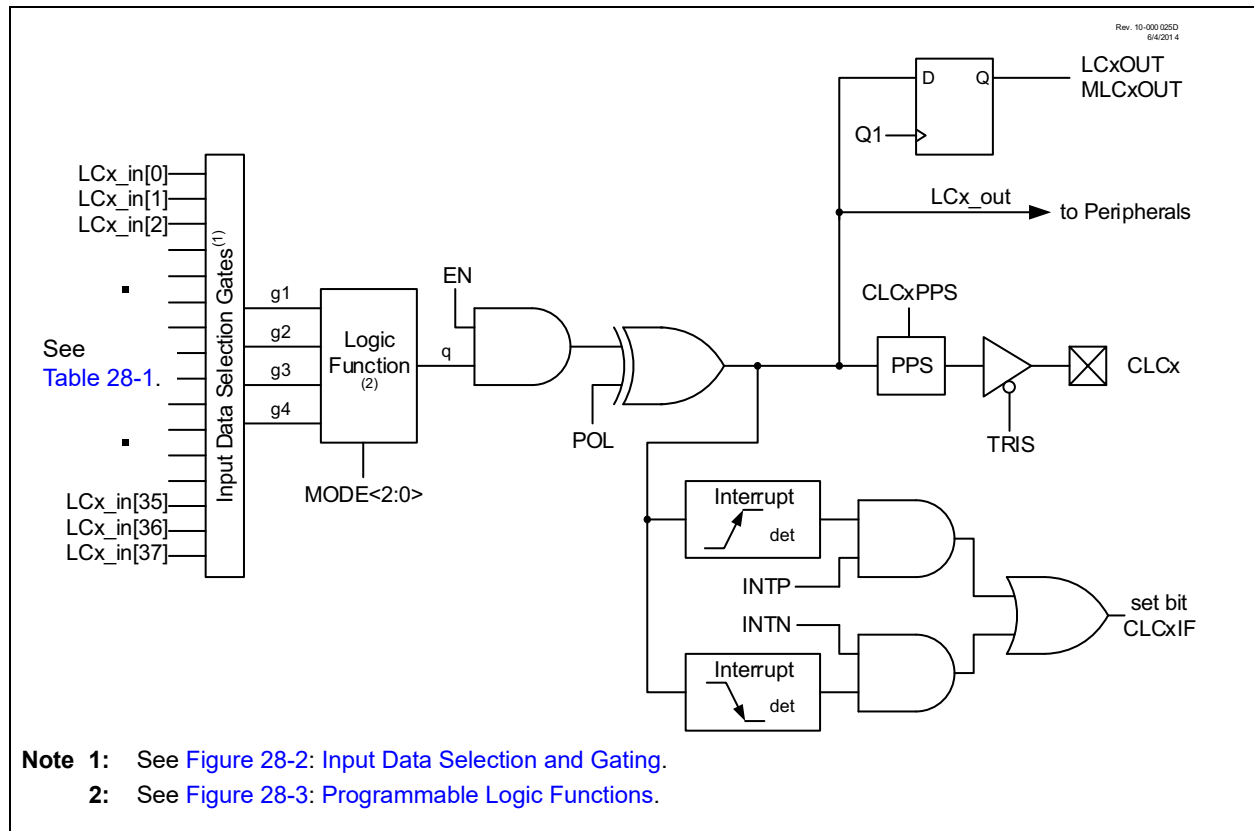 Rev. 10-000 025D
6/4/201 4
LCxOUT
MLCxOUT
D
Q
Q1
LCx_in[0]
LCx_in[1]
LCx_in[2]
LCx_out
to Peripherals
Input Data Selection Gates(1)
EN
CLCxPPS
g1
g2
g3
g4
Logic
Function
(2)
q
See
Table 28-1.
PPS
CLCx
POL
TRIS
MODE<2:0>
LCx_in[35]
LCx_in[36]
LCx_in[37]
Interrupt
det
INTP
INTN
set bit
CLCxIF
Interrupt
det
Note 1: See Figure 28-2: Input Data Selection and Gating.
2: See Figure 28-3: Programmable Logic Functions.